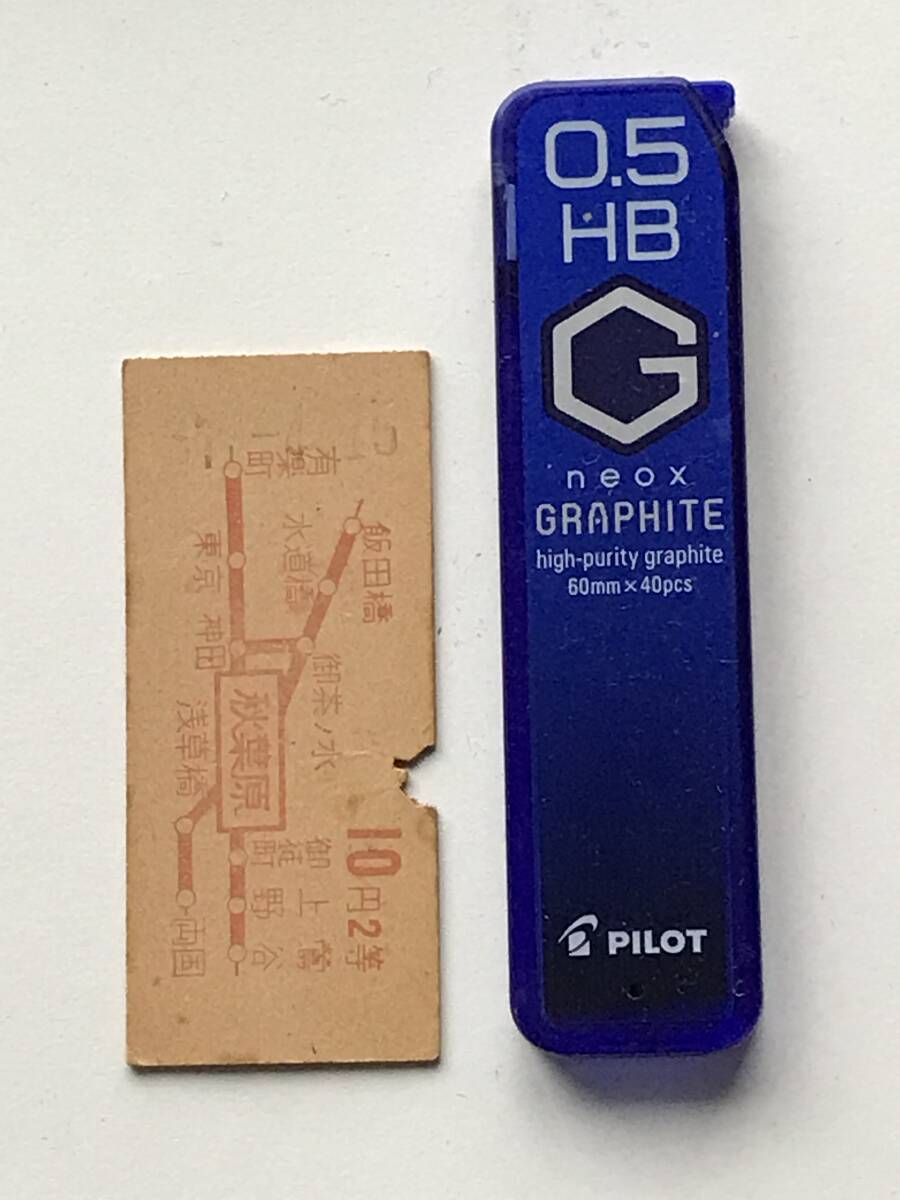 有楽町
東京
神田
飯田橋
水道橋
御茶ノ水
秋葉原
浅草橋
両国
御徒町
上野
鶯谷
10円2等
0.5
HB
G
neox
GRAPHITE
high-purity graphite
60mm×40pcs
PILOT